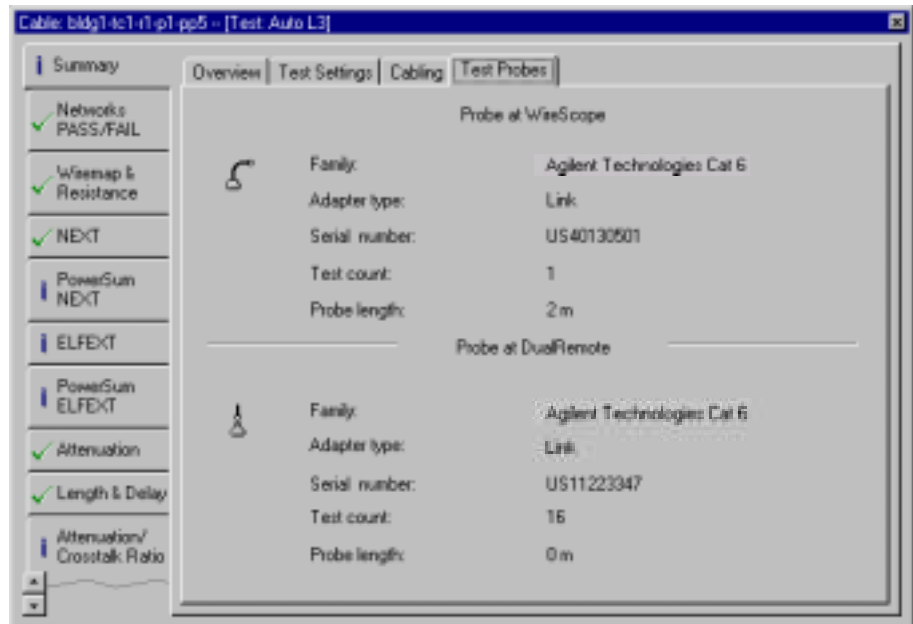 Cable: bldg1-tc1-r1-p1-pp5 -- [Test: Auto L3]
Summary
Networks
PASS/FAIL
Wiremap &
Resistance
NEXT
PowerSum
NEXT
ELFEXT
PowerSum
ELFEXT
Attenuation
Length & Delay
Attenuation/
Crosstalk Ratio
Overview Test Settings Cabling Test Probes
Probe at WireScope
Family: Agilent Technologies Cat 6
Adapter type: Link
Serial number: US40130501
Test count: 1
Probe length: 2 m
Probe at DualRemote
Family: Agilent Technologies Cat 6
Adapter type: Link
Serial number: US11223347
Test count: 16
Probe length: 0 m